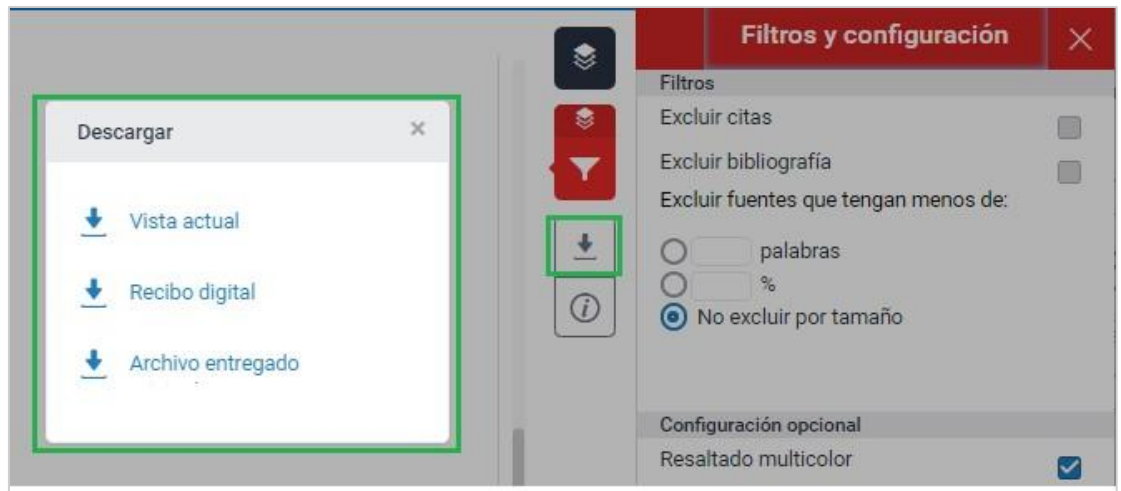 Descargar
Vista actual
Recibo digital
Archivo entregado
Filtros y configuración
Filtros
Excluir citas
Excluir bibliografía
Excluir fuentes que tengan menos de:
palabras
%
No excluir por tamaño
Configuración opcional
Resaltado multicolor